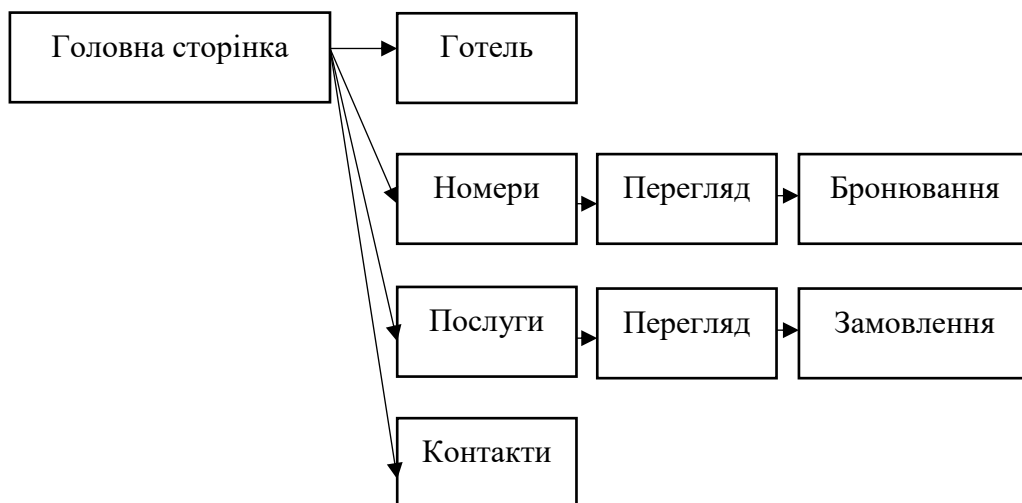 Головна сторінка
Готель
Номери
Перегляд
Бронювання
Послуги
Перегляд
Замовлення
Контакти